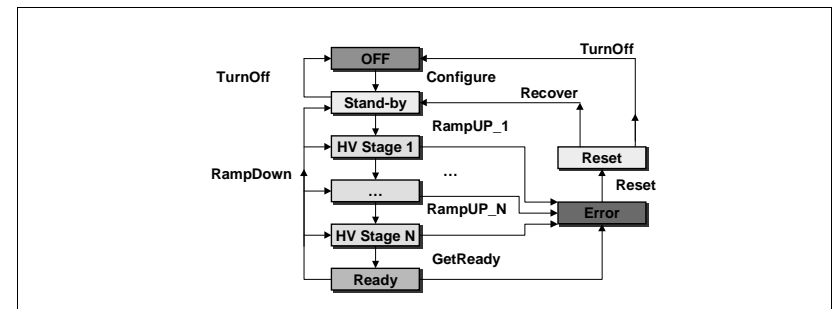 TurnOff
OFF
TurnOff
Configure
Recover
Stand-by
RampUP_1
HV Stage 1
Reset
RampDown
...
...
Reset
RampUP_N
Error
HV Stage N
GetReady
Ready